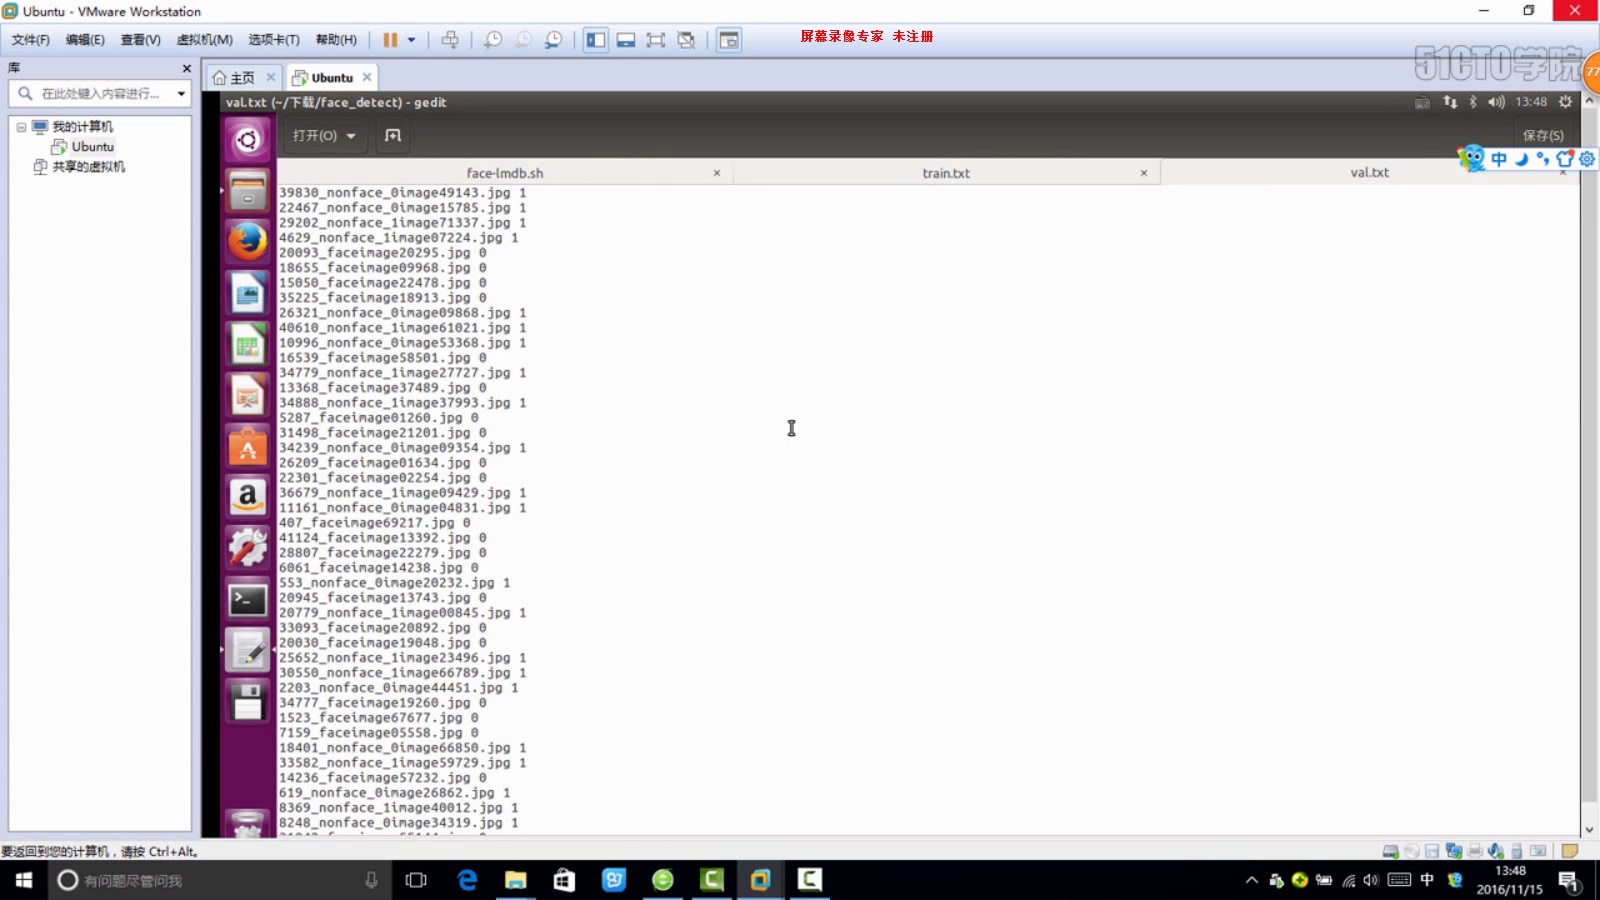 Ubuntu - VMware Workstation
文件(F) 编辑(E) 查看(V) 虚拟机(M) 选项卡(T) 帮助(H)
屏幕录像专家 未注册
51CTO学院
77
库
主页
Ubuntu
在此处键入内容进行...
我的计算机
Ubuntu
共享的虚拟机
val.txt (~/下载/face_detect) - gedit
13:48
打开(O)
保存(S)
中
face-lmdb.sh
train.txt
val.txt
39830_nonface_0image49143.jpg 1
22467_nonface_0image15785.jpg 1
29202_nonface_1image71337.jpg 1
4629_nonface_1image07224.jpg 1
20093_faceimage20295.jpg 0
18655_faceimage09968.jpg 0
15050_faceimage22478.jpg 0
35225_faceimage18913.jpg 0
26321_nonface_0image09868.jpg 1
40610_nonface_1image61021.jpg 1
10996_nonface_0image53368.jpg 1
16539_faceimage58501.jpg 0
34779_nonface_1image27727.jpg 1
13368_faceimage37489.jpg 0
34888_nonface_1image37993.jpg 1
5287_faceimage01260.jpg 0
31498_faceimage21201.jpg 0
34239_nonface_0image09354.jpg 1
26209_faceimage01634.jpg 0
22301_faceimage02254.jpg 0
36679_nonface_1image09429.jpg 1
11161_nonface_0image04831.jpg 1
407_faceimage69217.jpg 0
41124_faceimage13392.jpg 0
28807_faceimage22279.jpg 0
6061_faceimage14238.jpg 0
553_nonface_0image20232.jpg 1
20945_faceimage13743.jpg 0
20779_nonface_1image00845.jpg 1
33093_faceimage20892.jpg 0
20030_faceimage19048.jpg 0
25652_nonface_1image23496.jpg 1
30550_nonface_1image66789.jpg 1
2203_nonface_0image44451.jpg 1
34777_faceimage19260.jpg 0
1523_faceimage67677.jpg 0
7159_faceimage05558.jpg 0
18401_nonface_0image66850.jpg 1
33582_nonface_1image59729.jpg 1
14236_faceimage57232.jpg 0
619_nonface_0image26862.jpg 1
8369_nonface_1image40012.jpg 1
8248_nonface_0image34319.jpg 1
要返回到您的计算机，请按 Ctrl+Alt。
有问题尽管问我
中
13:48
2016/11/15
1